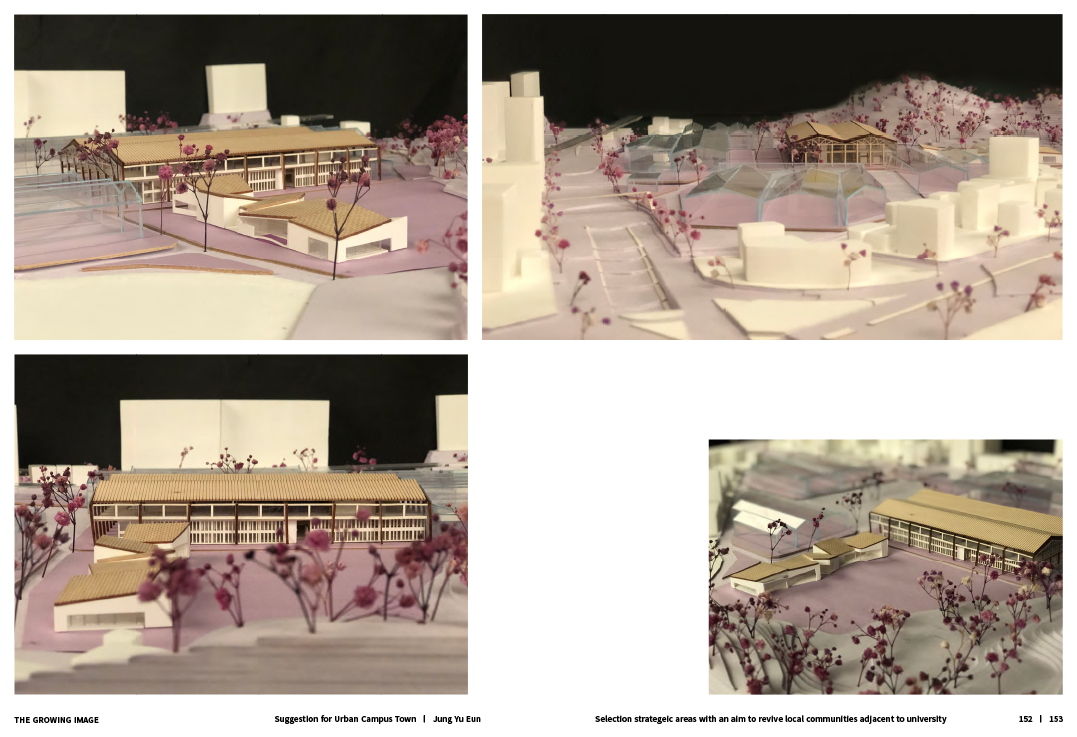 THE GROWING IMAGE
Suggestion for Urban Campus Town | Jung Yu Eun
Selection strategeic areas with an aim to revive local communities adjacent to university
152 | 153